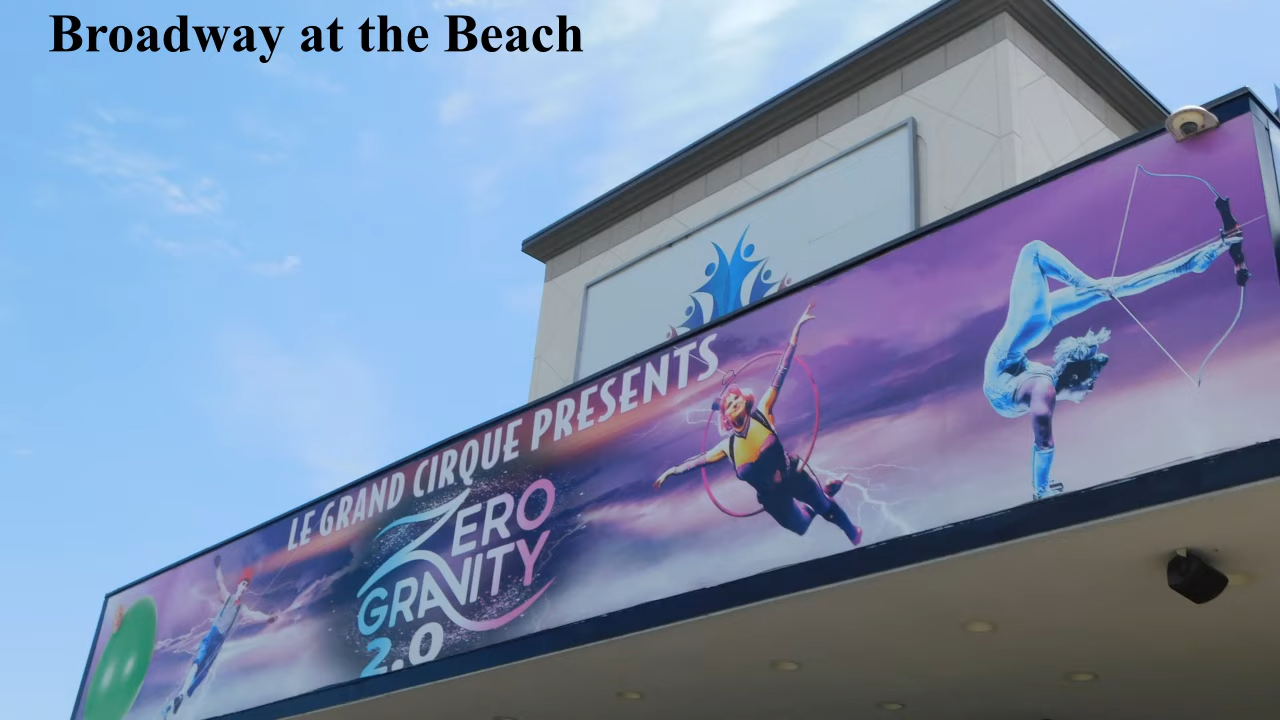 Broadway at the Beach
LE GRAND CIRQUE PRESENTS
ZERO
GRAVITY
2.0